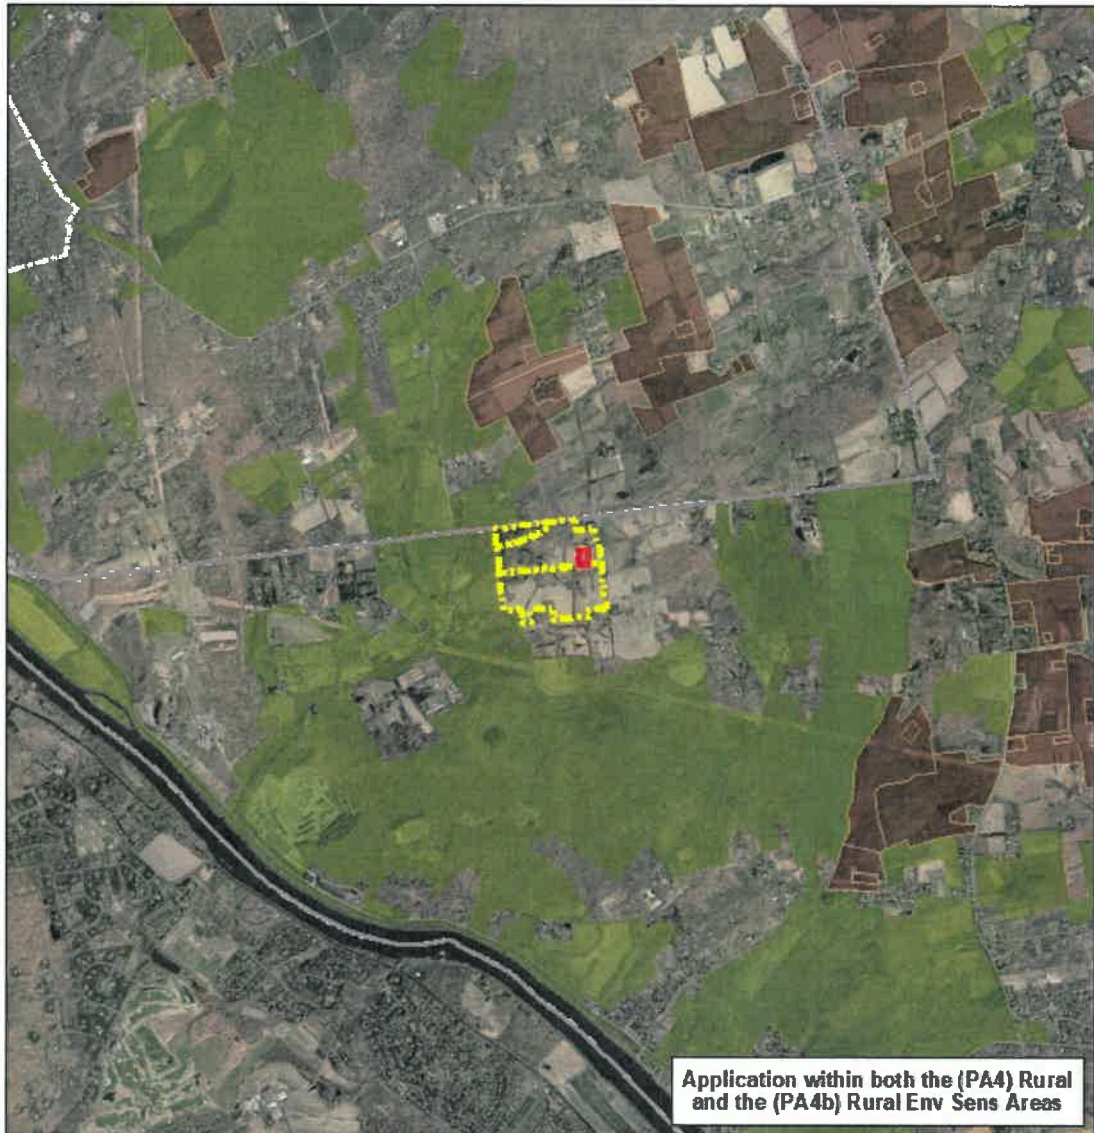 Application within both the (PA4) Rural
and the (PA4b) Rural Env Sens Areas